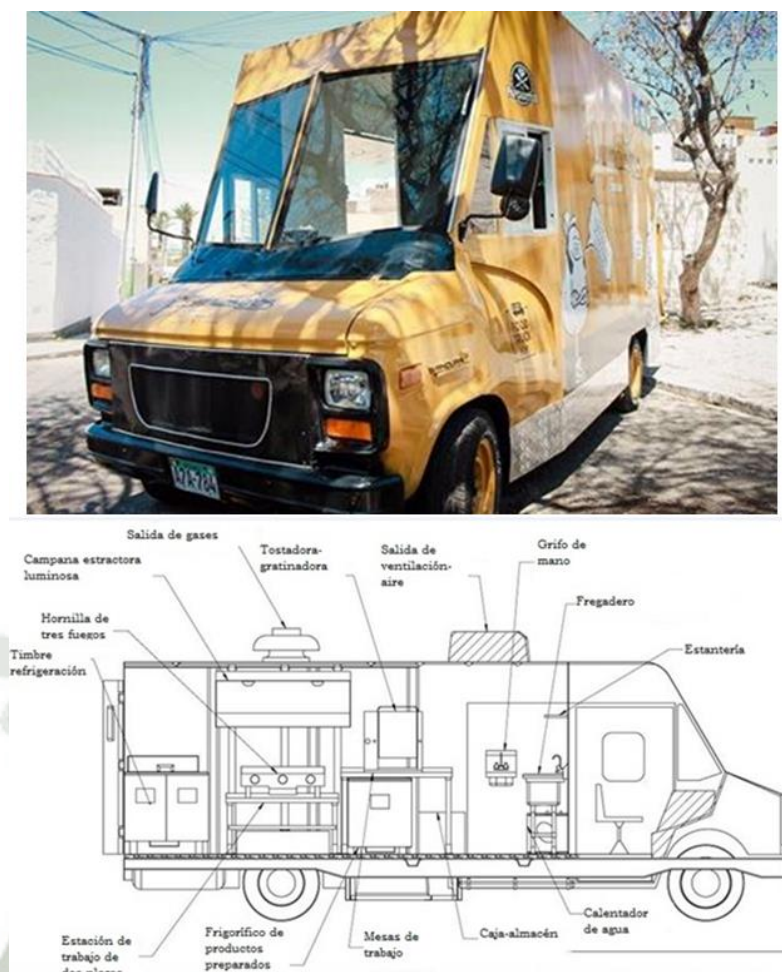 A7A-784
Salida de gases
Campana estractora
luminosa
Tostadora-
gratinadora
Salida de
ventilación-
aire
Grifo de
mano
Fregadero
Hornilla de
tres fuegos
Estantería
Timbre
refrigeración
Estación de
trabajo de
Frigorífico de
productos
preparados
Mesas de
trabajo
Caja-almacén
Calentador
de agua